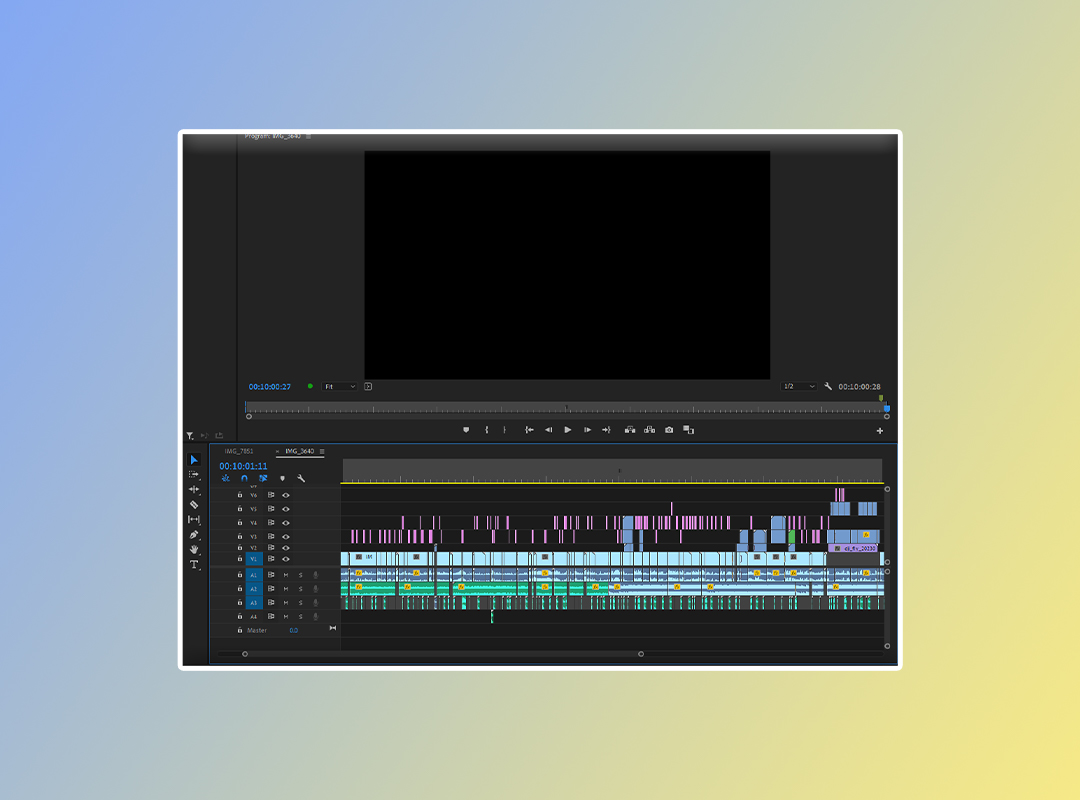 Program: IMG_3640
00:10:00:27
Fit
1/2
00:10:00:28
IMG_7851
× IMG_3640
00:10:01:11
V6
V5
V4
V3
V2
V1
A1 M S
A2 M S
A3 M S
A4 M S
Master 0.0
fx